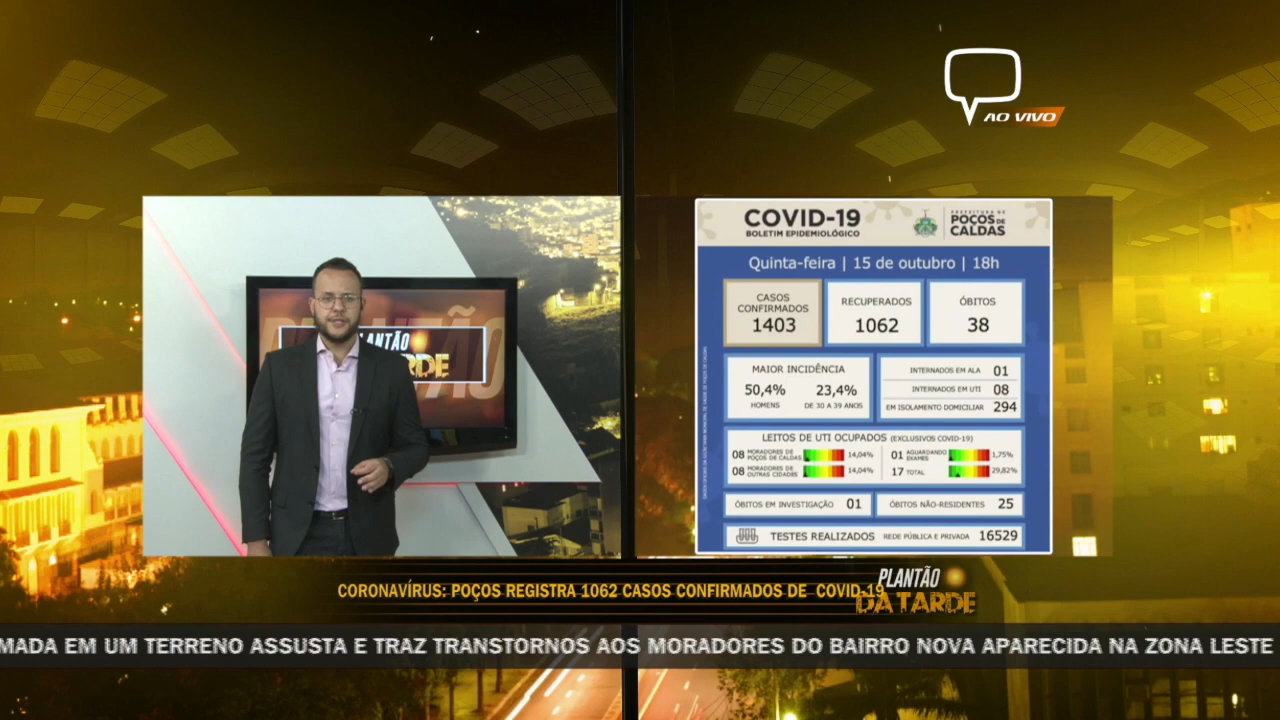 AO VIVO
PLANTÃO
PLANTÃO
RDE
COVID-19
BOLETIM EPIDEMIOLÓGICO
PREFEITURA DE
POÇOS DE
CALDAS
Quinta-feira | 15 de outubro | 18h
CASOS
CONFIRMADOS
1403
RECUPERADOS
1062
ÓBITOS
38
MAIOR INCIDÊNCIA
50,4% 23,4%
HOMENS DE 30 A 39 ANOS
INTERNADOS EM ALA 01
INTERNADOS EM UTI 08
EM ISOLAMENTO DOMICILIAR 294
LEITOS DE UTI OCUPADOS (EXCLUSIVOS COVID-19)
08 MORADORES DE POÇOS DE CALDAS 14,04%
01 AGUARDANDO EXAMES 1,75%
08 MORADORES DE OUTRAS CIDADES 14,04%
17 TOTAL 29,82%
ÓBITOS EM INVESTIGAÇÃO 01
ÓBITOS NÃO-RESIDENTES 25
TESTES REALIZADOS REDE PÚBLICA E PRIVADA 16529
CORONAVÍRUS: POÇOS REGISTRA 1062 CASOS CONFIRMADOS DE COVID-19
PLANTÃO
DA TARDE
MADA EM UM TERRENO ASSUSTA E TRAZ TRANSTORNOS AOS MORADORES DO BAIRRO NOVA APARECIDA NA ZONA LESTE